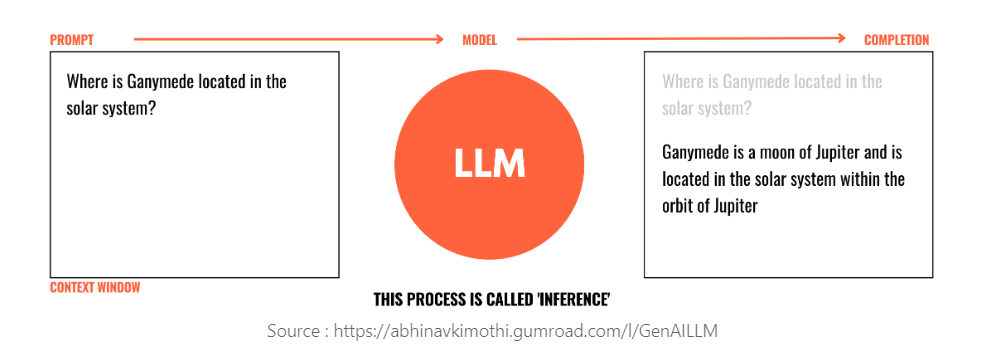 PROMPT
MODEL
COMPLETION
Where is Ganymede located in the
solar system?
LLM
Where is Ganymede located in the
solar system?
Ganymede is a moon of Jupiter and is
located in the solar system within the
orbit of Jupiter
CONTEXT WINDOW
THIS PROCESS IS CALLED 'INFERENCE'
Source : https://abhinavkimothi.gumroad.com/l/GenAILLM